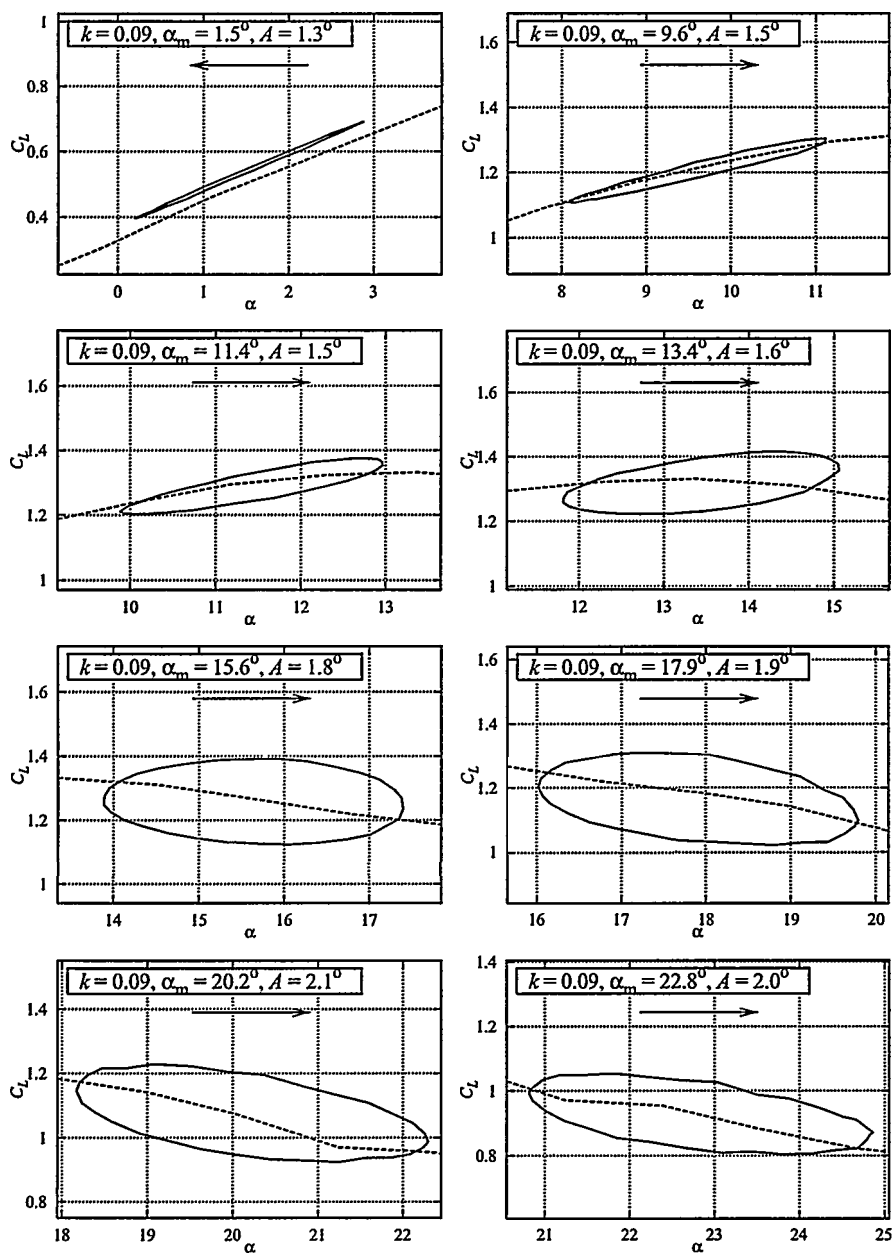 k = 0.09, αm = 1.5°, A = 1.3°
1
0.8
0.6
0.4
CL
0 1 2 3
α
k = 0.09, αm = 9.6°, A = 1.5°
1.6
1.4
1.2
1
CL
8 9 10 11
α
k = 0.09, αm = 11.4°, A = 1.5°
1.6
1.4
1.2
1
CL
10 11 12 13
α
k = 0.09, αm = 13.4°, A = 1.6°
1.6
1.4
1.2
1
CL
12 13 14 15
α
k = 0.09, αm = 15.6°, A = 1.8°
1.6
1.4
1.2
1
CL
14 15 16 17
α
k = 0.09, αm = 17.9°, A = 1.9°
1.6
1.4
1.2
1
CL
16 17 18 19 20
α
k = 0.09, αm = 20.2°, A = 2.1°
1.4
1.2
1
0.8
CL
18 19 20 21 22
α
k = 0.09, αm = 22.8°, A = 2.0°
1.4
1.2
1
0.8
CL
21 22 23 24 25
α